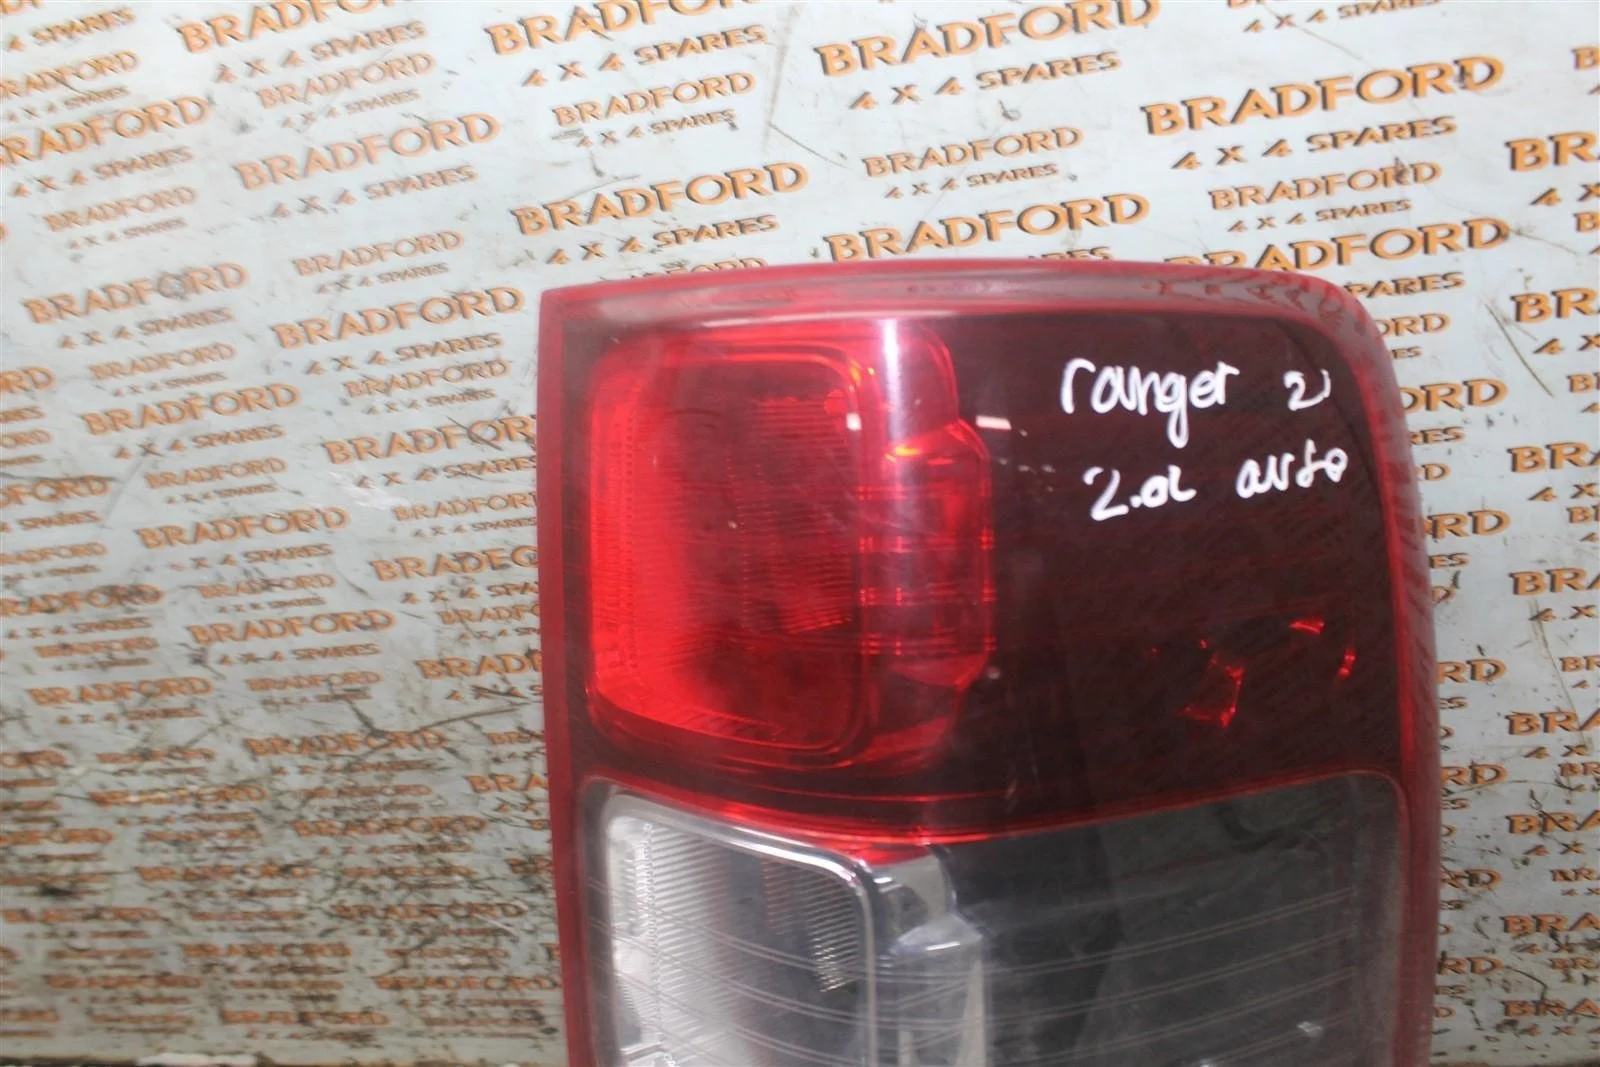 BRADFORD
4 X 4 SPARES
ranger 21
2.0L auto